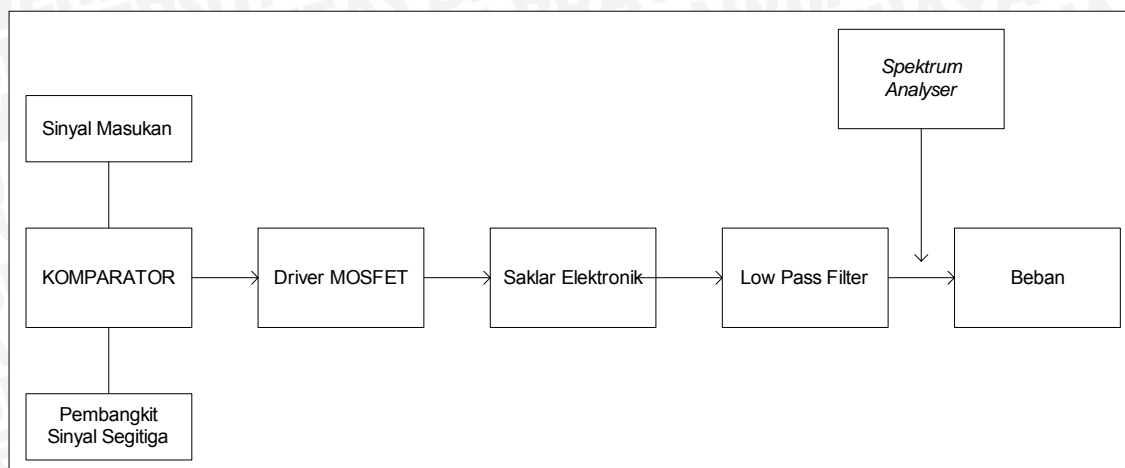 Spektrum
Analyser
Sinyal Masukan
KOMPARATOR
Driver MOSFET
Saklar Elektronik
Low Pass Filter
Beban
Pembangkit
Sinyal Segitiga